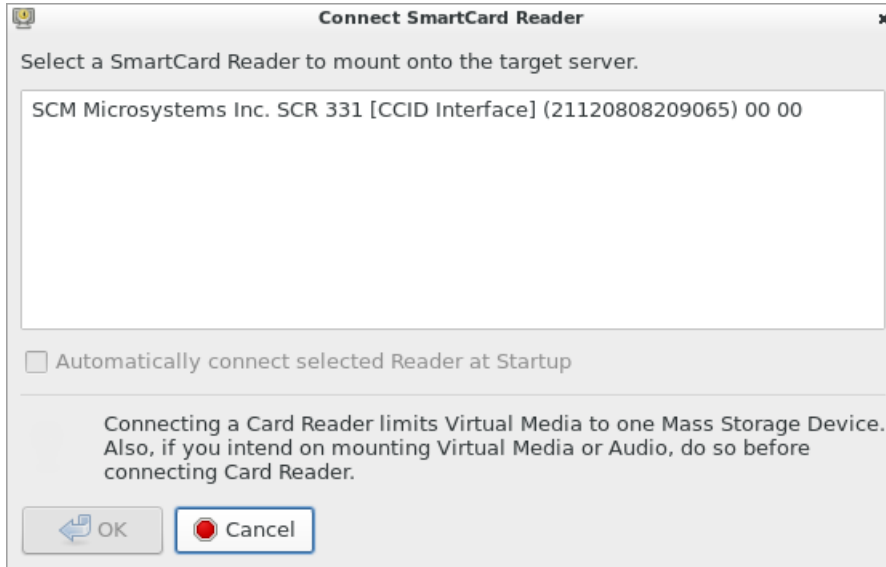 Connect SmartCard Reader
Select a SmartCard Reader to mount onto the target server.
SCM Microsystems Inc. SCR 331 [CCID Interface] (21120808209065) 00 00
Automatically connect selected Reader at Startup
Connecting a Card Reader limits Virtual Media to one Mass Storage Device.
Also, if you intend on mounting Virtual Media or Audio, do so before
connecting Card Reader.
OK
Cancel